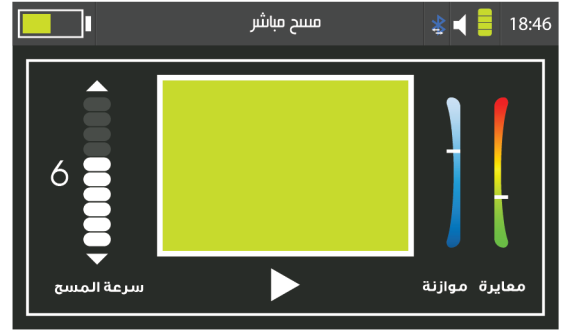 مسح مباشر
18:46
6
سرعة المسح
معايرة
موازنة